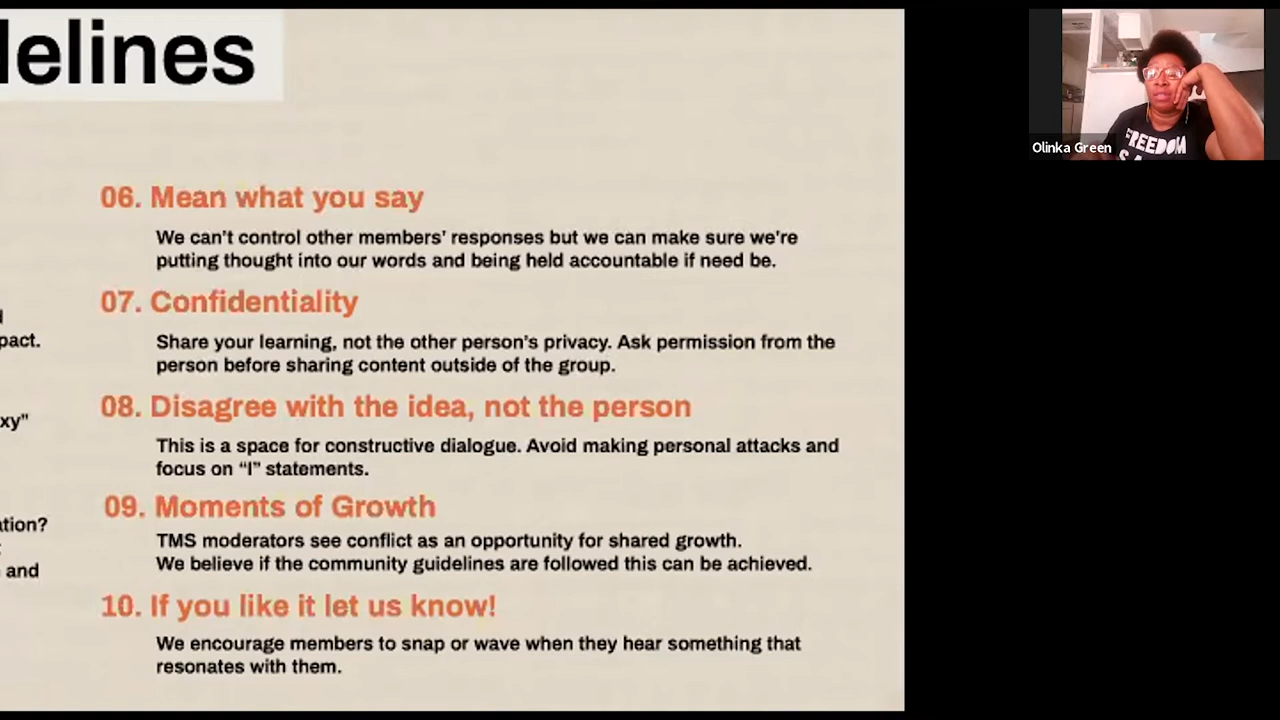 delines
06. Mean what you say
We can't control other members' responses but we can make sure we're
putting thought into our words and being held accountable if need be.
07. Confidentiality
pact.
Share your learning, not the other person's privacy. Ask permission from the
person before sharing content outside of the group.
08. Disagree with the idea, not the person
xy"
This is a space for constructive dialogue. Avoid making personal attacks and
focus on “I” statements.
09. Moments of Growth
ation?
and
TMS moderators see conflict as an opportunity for shared growth.
We believe if the community guidelines are followed this can be achieved.
10. If you like it let us know!
We encourage members to snap or wave when they hear something that
resonates with them.
Olinka Green
FREEDOM